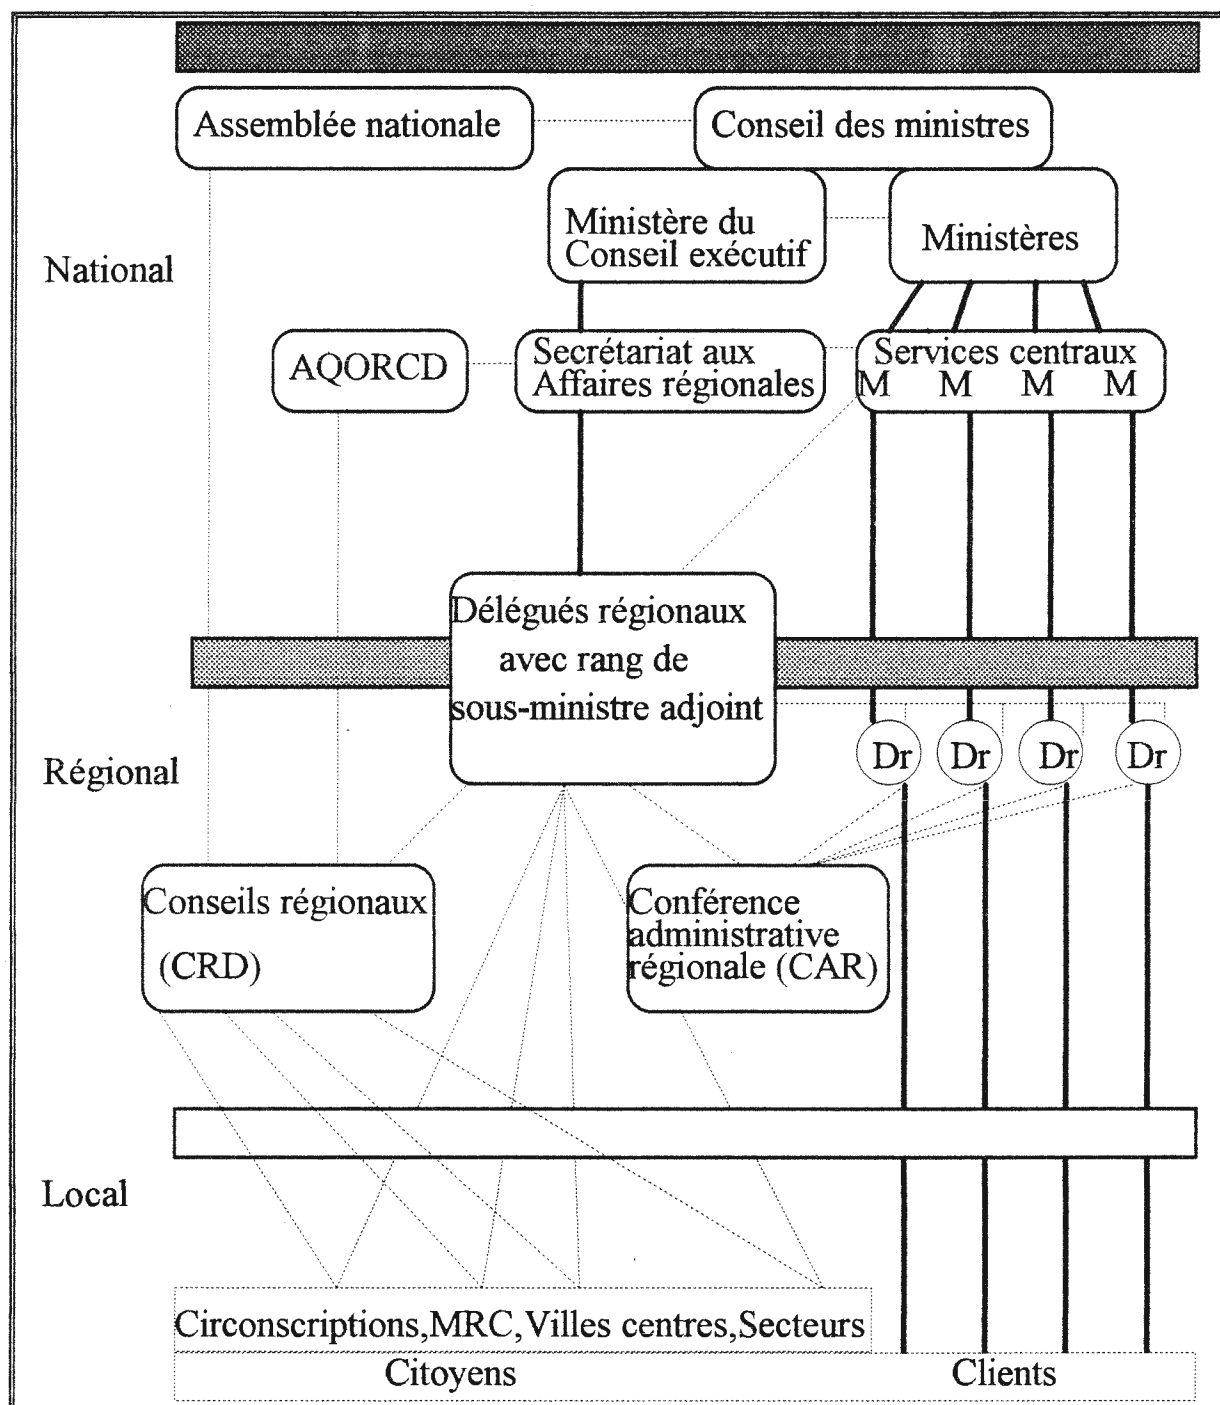 Assemblée nationale
Conseil des ministres
Ministère du
Conseil exécutif
Ministères
National
AQORCD
Secrétariat aux
Affaires régionales
Services centraux
M M M M
Délégués régionaux
avec rang de
sous-ministre adjoint
Régional
Dr Dr Dr Dr
Conseils régionaux
(CRD)
Conférence
administrative
régionale (CAR)
Local
Circonscriptions,MRC,Villes centres,Secteurs
Citoyens
Clients